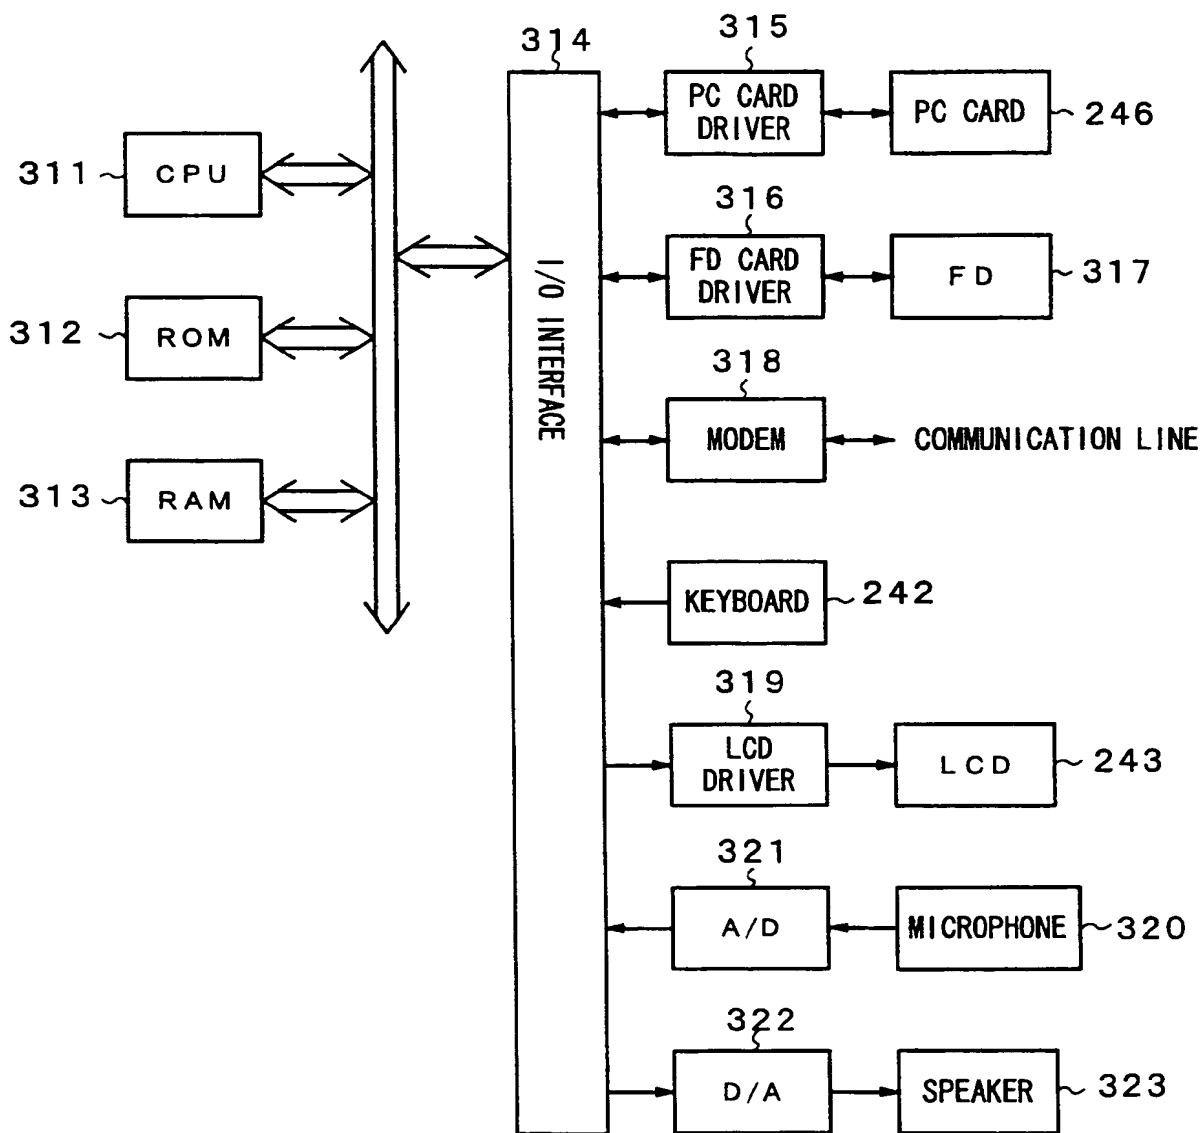 315
314
PC CARD
DRIVER
PC CARD
246
311
CPU
316
FD CARD
DRIVER
FD
317
I/O INTERFACE
312
ROM
318
MODEM
COMMUNICATION LINE
313
RAM
KEYBOARD
242
319
LCD
DRIVER
LCD
243
321
A/D
MICROPHONE
320
322
D/A
SPEAKER
323